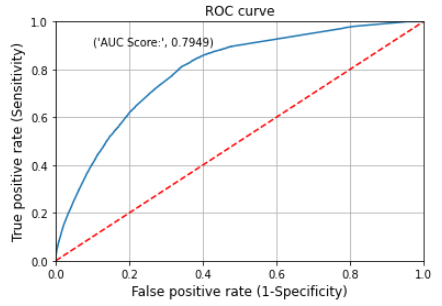 ROC curve
1.0
('AUC Score:', 0.7949)
0.8
0.6
0.4
0.2
0.0
True positive rate (Sensitivity)
0.0 0.2 0.4 0.6 0.8 1.0
False positive rate (1-Specificity)